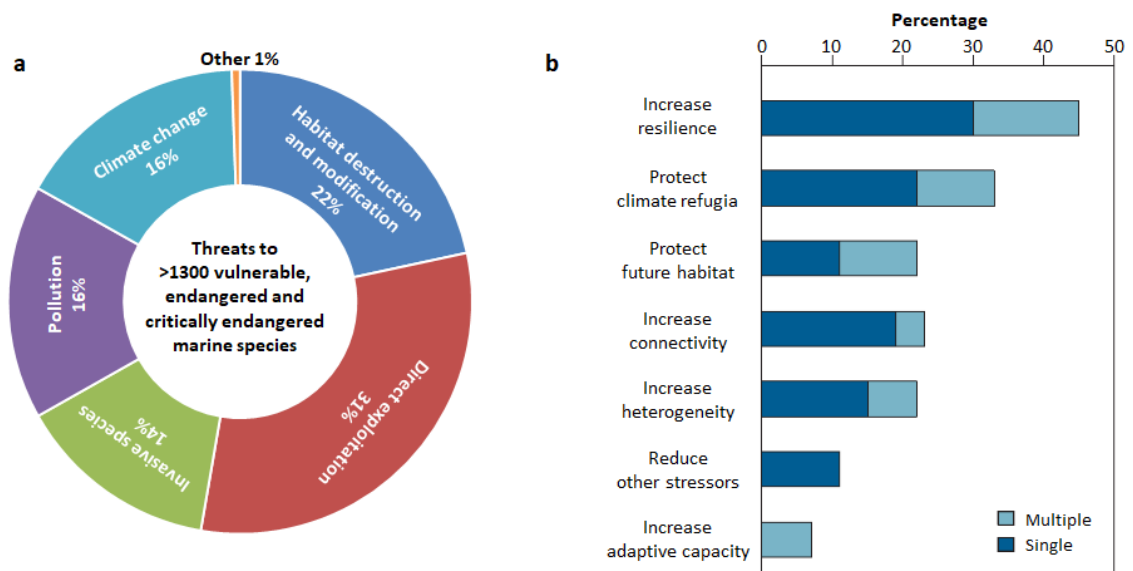 a
Other 1%
Habitat destruction
and modification
22%
Direct exploitation
31%
Invasive species
14%
Pollution
16%
Climate change
16%
Threats to
>1300 vulnerable,
endangered and
critically endangered
marine species
b
Percentage
0 10 20 30 40 50
Increase
resilience
Protect
climate refugia
Protect
future habitat
Increase
connectivity
Increase
heterogeneity
Reduce
other stressors
Increase
adaptive capacity
Multiple
Single